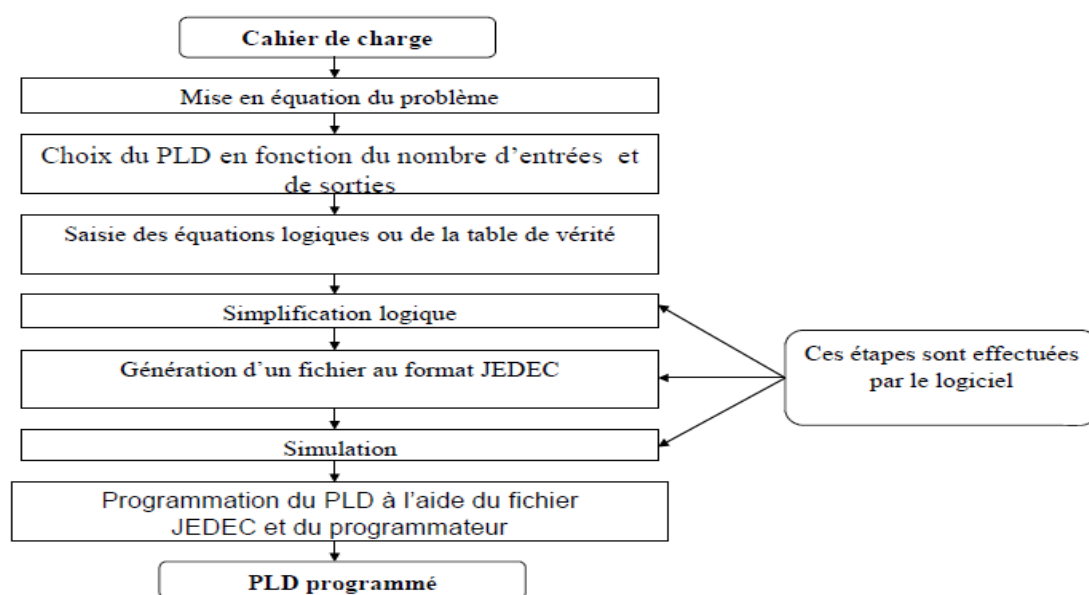 Cahier de charge
Mise en équation du problème
Choix du PLD en fonction du nombre d'entrées et
de sorties
Saisie des équations logiques ou de la table de vérité
Simplification logique
Génération d'un fichier au format JEDEC
Simulation
Programmation du PLD à l'aide du fichier
JEDEC et du programmateur
PLD programmé
Ces étapes sont effectuées
par le logiciel